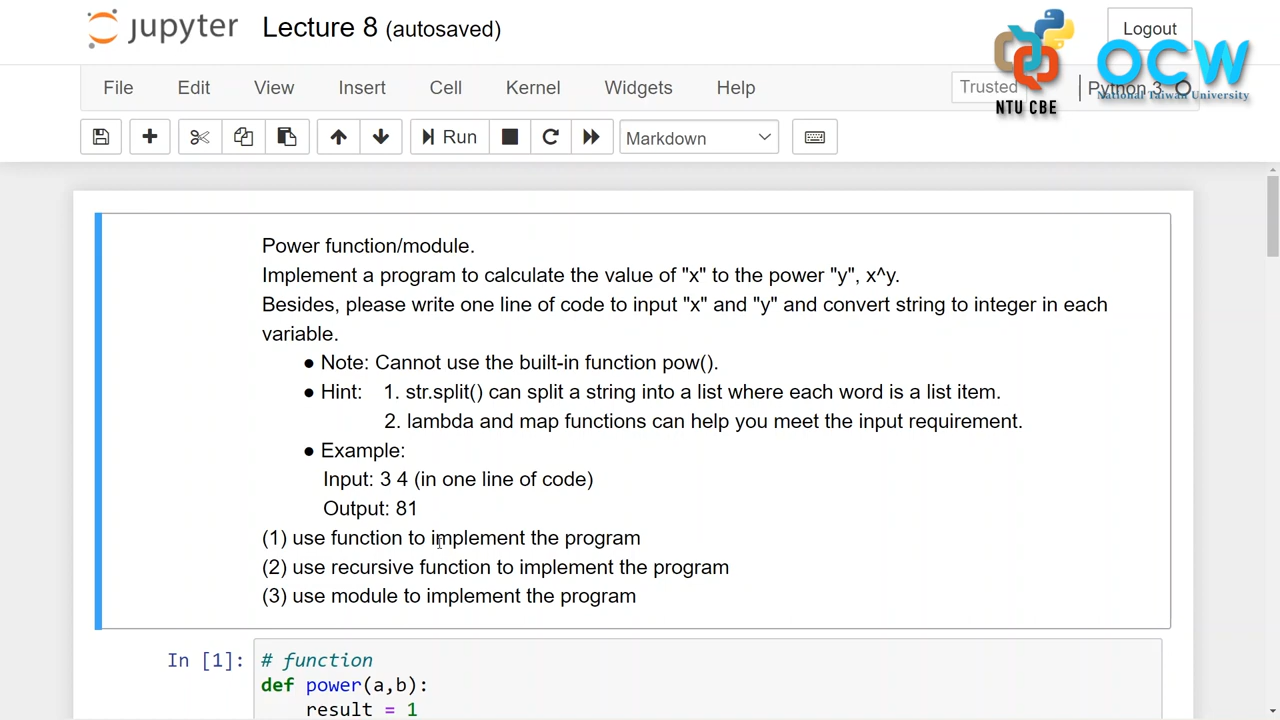 jupyter Lecture 8 (autosaved)
Logout
OCW
National Taiwan University
NTU CBE
File Edit View Insert Cell Kernel Widgets Help
Trusted
Python 3
Run
Markdown
Power function/module.
Implement a program to calculate the value of "x" to the power "y", x^y.
Besides, please write one line of code to input "x" and "y" and convert string to integer in each
variable.
● Note: Cannot use the built-in function pow().
● Hint: 1. str.split() can split a string into a list where each word is a list item.
2. lambda and map functions can help you meet the input requirement.
● Example:
Input: 3 4 (in one line of code)
Output: 81
(1) use function to implement the program
(2) use recursive function to implement the program
(3) use module to implement the program
In [1]: # function
def power(a,b):
result = 1